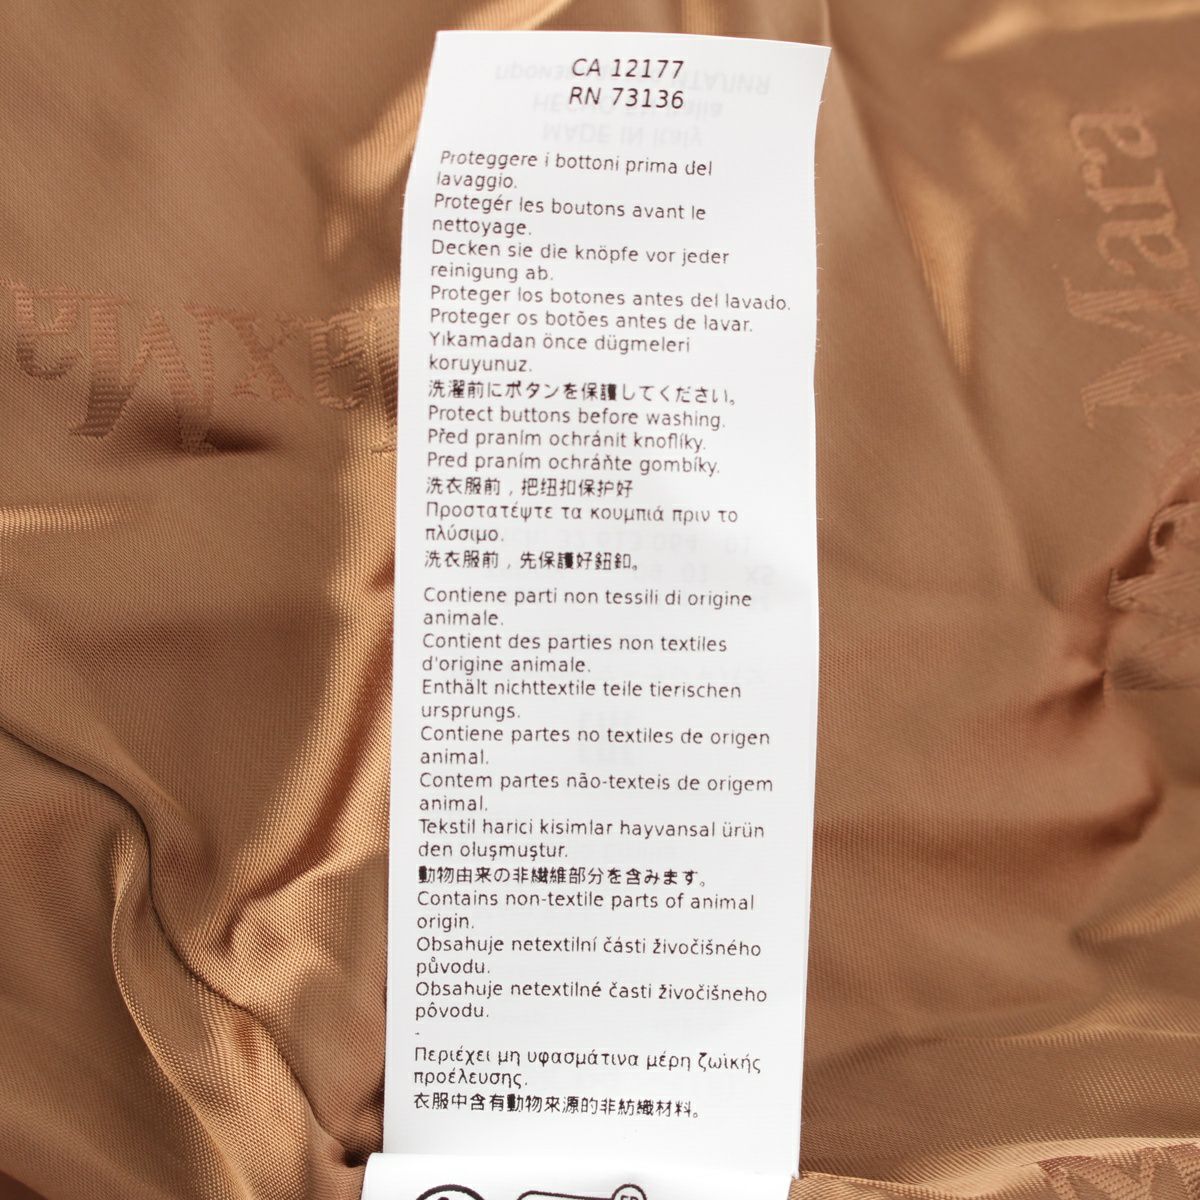 CA 12177
RN 73136
Proteggere i bottoni prima del
lavaggio.
Protegér les boutons avant le
nettoyage.
Decken sie die knöpfe vor jeder
reinigung ab.
Proteger los botones antes del lavado.
Proteger os botões antes de lavar.
Yıkamadan önce düğmeleri
koruyunuz.
洗濯前にボタンを保護してください。
Protect buttons before washing.
Před praním ochránit knoflíky.
Pred praním ochráňte gombíky.
洗衣服前，把纽扣保护好
Προστατέψτε τα κουμπιά πριν το
πλύσιμο.
洗衣服前，先保護好鈕釦。
Contiene parti non tessili di origine
animale.
Contient des parties non textiles
d'origine animale.
Enthält nichttextile teile tierischen
ursprungs.
Contiene partes no textiles de origen
animal.
Contem partes não-texteis de origem
animal.
Tekstil harici kisimlar hayvansal ürün
den oluşmuştur.
動物由来の非繊維部分を含みます。
Contains non-textile parts of animal
origin.
Obsahuje netextilní části živočišného
původu.
Obsahuje netextilné časti živočišneho
pôvodu.
-
Περιέχει μη υφασμάτινα μέρη ζωϊκής
προέλευσης.
衣服中含有動物來源的非紡織材料。
MaxMara
Mara